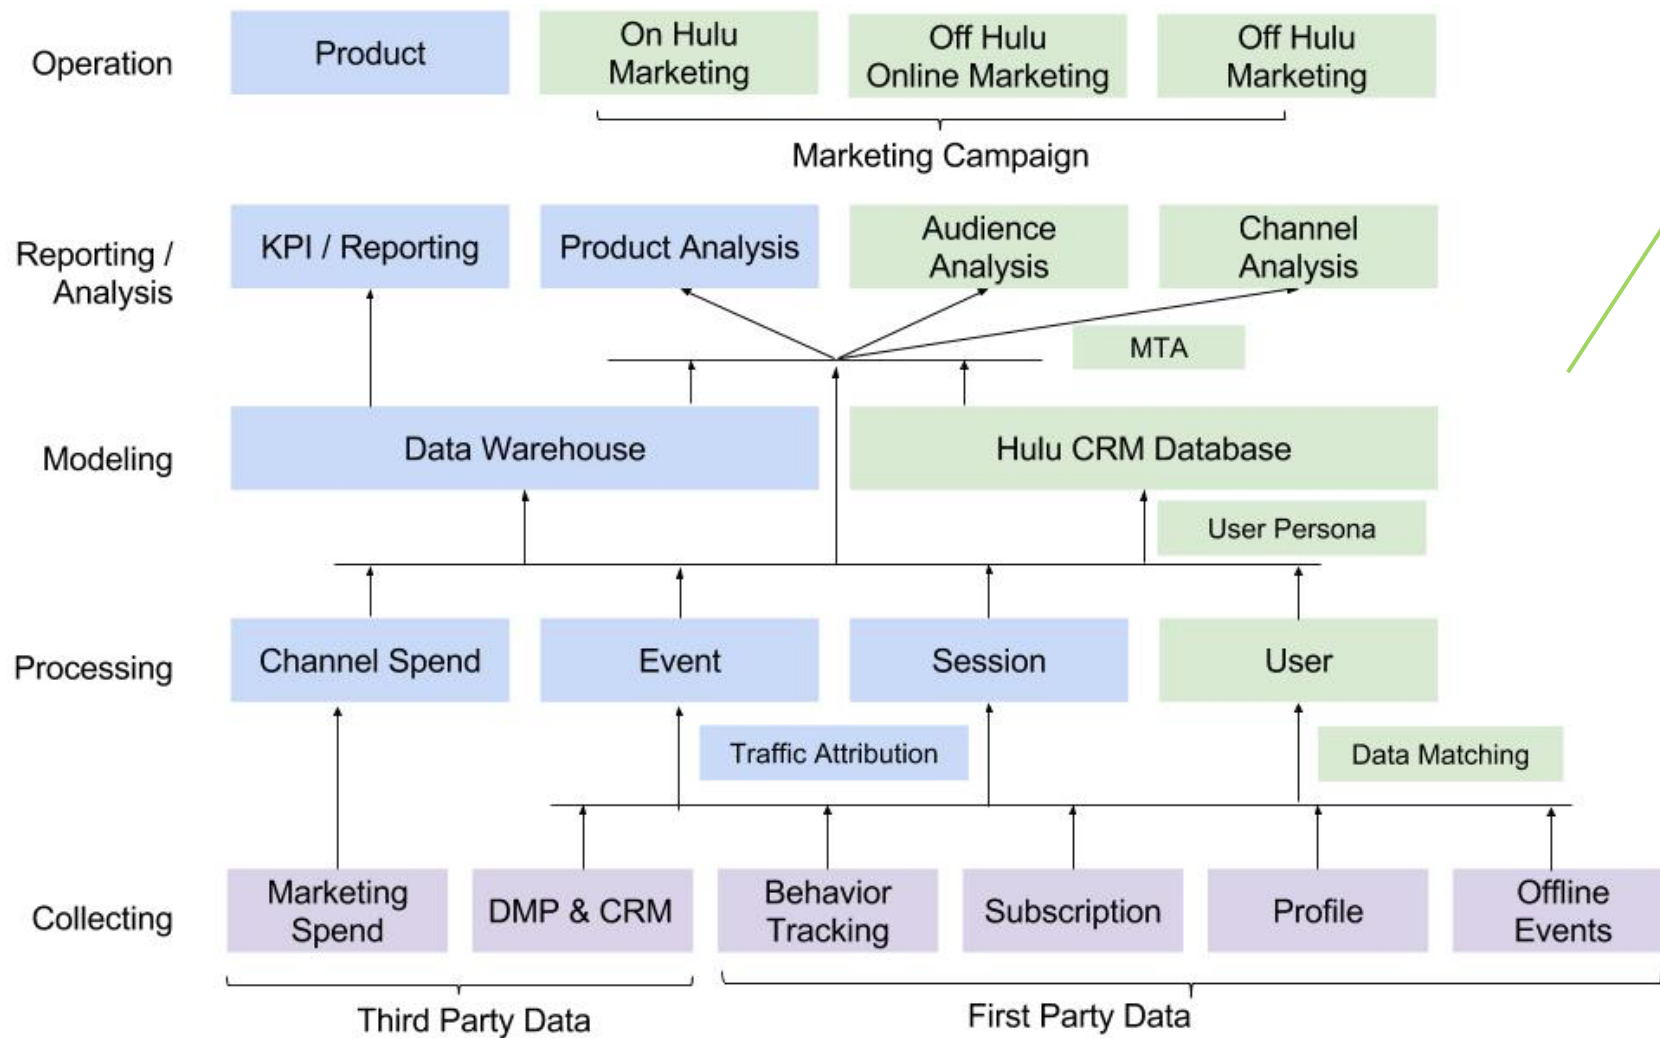 Operation
Product
On Hulu
Marketing
Off Hulu
Online Marketing
Off Hulu
Marketing
Marketing Campaign
Reporting /
Analysis
KPI / Reporting
Product Analysis
Audience
Analysis
Channel
Analysis
MTA
Modeling
Data Warehouse
Hulu CRM Database
User Persona
Processing
Channel Spend
Event
Session
User
Traffic Attribution
Data Matching
Collecting
Marketing
Spend
DMP & CRM
Behavior
Tracking
Subscription
Profile
Offline
Events
Third Party Data
First Party Data